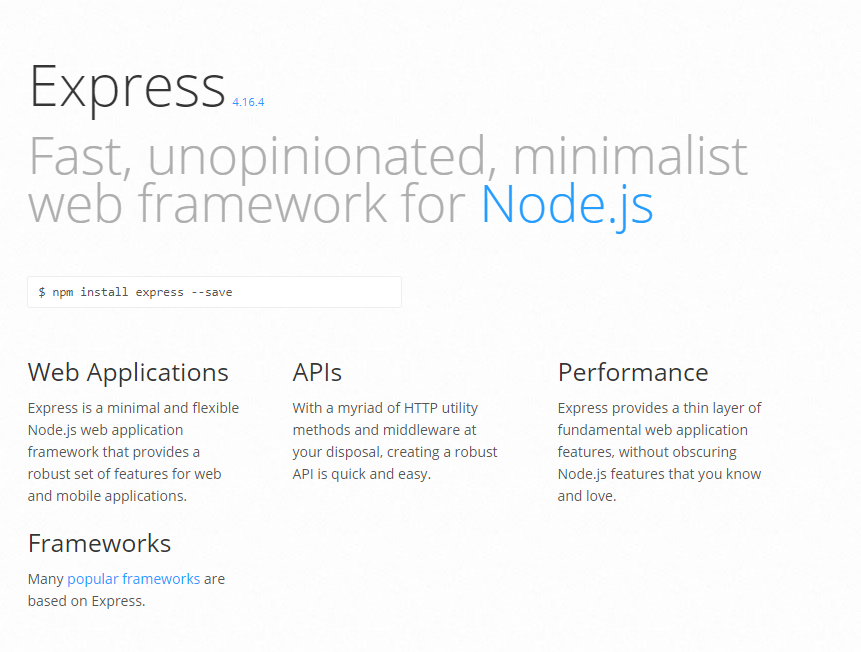 Express 4.16.4
Fast, unopinionated, minimalist
web framework for Node.js
$ npm install express --save
Web Applications
Express is a minimal and flexible
Node.js web application
framework that provides a
robust set of features for web
and mobile applications.
APIs
With a myriad of HTTP utility
methods and middleware at
your disposal, creating a robust
API is quick and easy.
Performance
Express provides a thin layer of
fundamental web application
features, without obscuring
Node.js features that you know
and love.
Frameworks
Many popular frameworks are
based on Express.